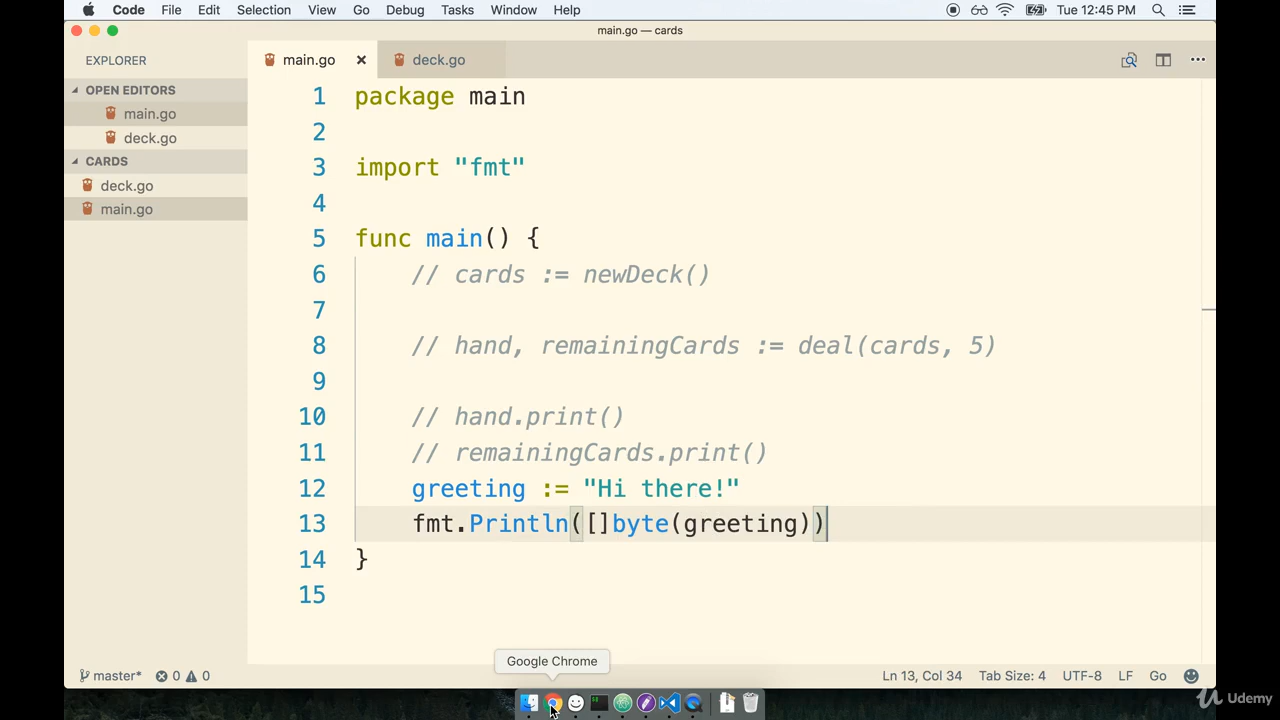 Code File Edit Selection View Go Debug Tasks Window Help Tue 12:45 PM
main.go — cards
EXPLORER
main.go
deck.go
OPEN EDITORS
main.go
deck.go
CARDS
deck.go
main.go
1 package main
2
3 import "fmt"
4
5 func main() {
6 // cards := newDeck()
7
8 // hand, remainingCards := deal(cards, 5)
9
10 // hand.print()
11 // remainingCards.print()
12 greeting := "Hi there!"
13 fmt.Println([]byte(greeting))
14 }
15
Google Chrome
master* 0 0 Ln 13, Col 34 Tab Size: 4 UTF-8 LF Go
Udemy